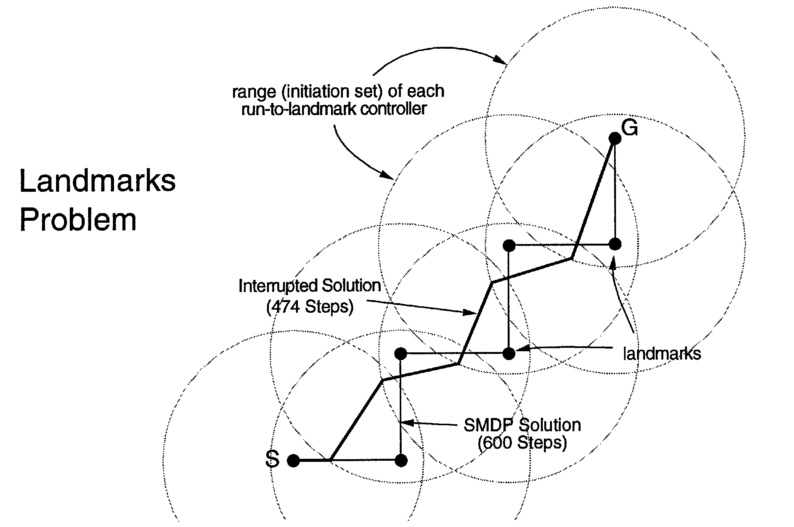 range (initiation set) of each
run-to-landmark controller
G
Landmarks
Problem
Interrupted Solution
(474 Steps)
landmarks
SMDP Solution
(600 Steps)
S